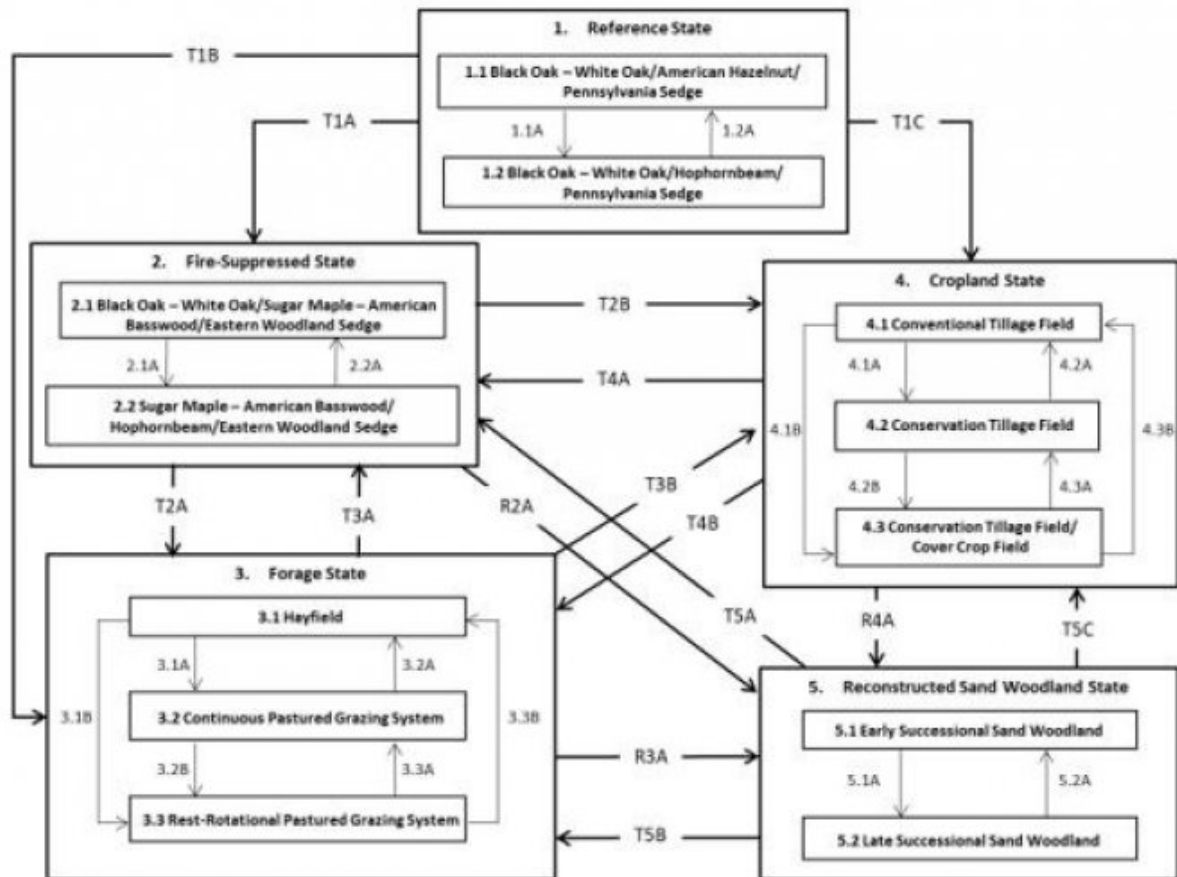 1. Reference State
T1B
1.1 Black Oak – White Oak/American Hazelnut/
Pennsylvania Sedge
T1A
1.1A
1.2A
T1C
1.2 Black Oak – White Oak/Hophornbeam/
Pennsylvania Sedge
2. Fire-Suppressed State
2.1 Black Oak – White Oak/Sugar Maple – American
Basswood/Eastern Woodland Sedge
2.1A
2.2A
2.2 Sugar Maple – American Basswood/
Hophornbeam/Eastern Woodland Sedge
T2B
T4A
4. Cropland State
4.1 Conventional Tillage Field
4.1A
4.2A
4.2 Conservation Tillage Field
4.1B
4.3B
4.2B
4.3A
4.3 Conservation Tillage Field/
Cover Crop Field
T2A
T3A
R2A
T3B
T4B
T5A
R4A
T5C
3. Forage State
3.1 Hayfield
3.1A
3.2A
3.2 Continuous Pastured Grazing System
3.1B
3.3B
3.2B
3.3A
3.3 Rest-Rotational Pastured Grazing System
R3A
T5B
5. Reconstructed Sand Woodland State
5.1 Early Successional Sand Woodland
5.1A
5.2A
5.2 Late Successional Sand Woodland